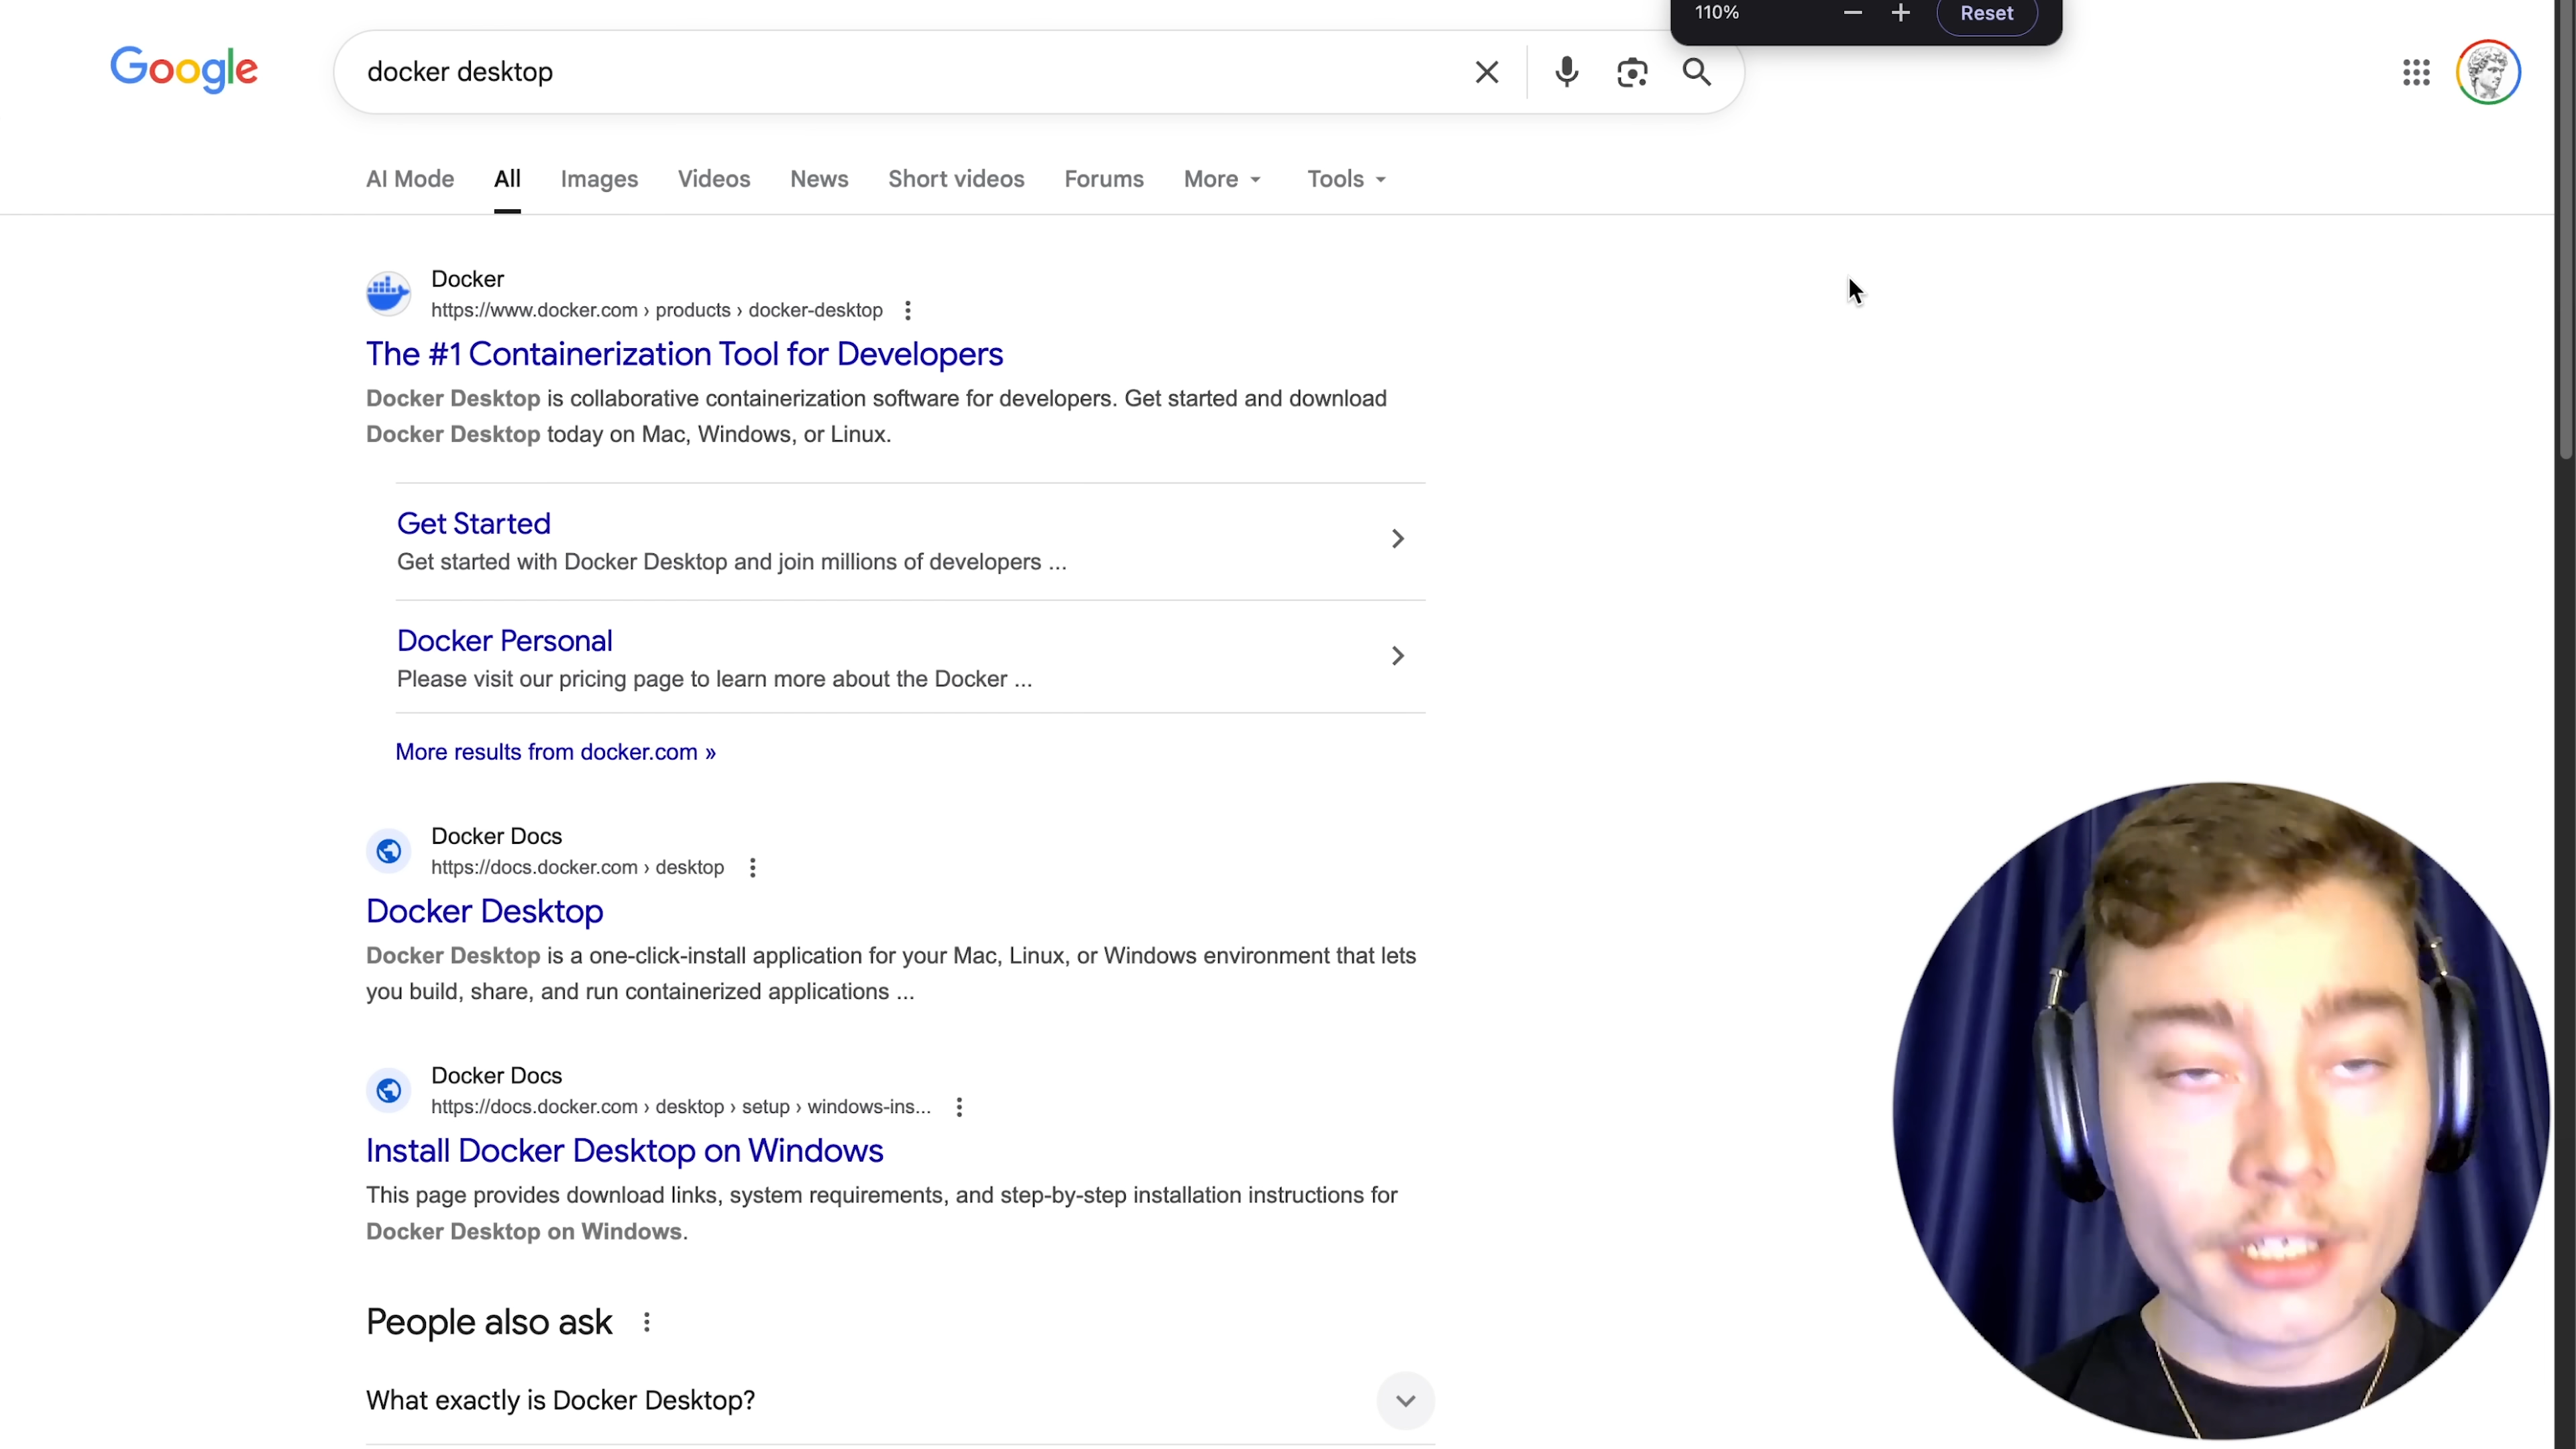 110%
Reset
Google
docker desktop
AI Mode
All
Images
Videos
News
Short videos
Forums
More
Tools
Docker
https://www.docker.com › products › docker-desktop
The #1 Containerization Tool for Developers
Docker Desktop is collaborative containerization software for developers. Get started and download
Docker Desktop today on Mac, Windows, or Linux.
Get Started
Get started with Docker Desktop and join millions of developers ...
Docker Personal
Please visit our pricing page to learn more about the Docker ...
More results from docker.com »
Docker Docs
https://docs.docker.com › desktop
Docker Desktop
Docker Desktop is a one-click-install application for your Mac, Linux, or Windows environment that lets
you build, share, and run containerized applications ...
Docker Docs
https://docs.docker.com › desktop › setup › windows-ins...
Install Docker Desktop on Windows
This page provides download links, system requirements, and step-by-step installation instructions for
Docker Desktop on Windows.
People also ask
What exactly is Docker Desktop?